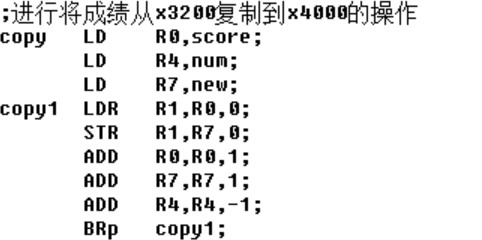 ;进行将成绩从x3200复制到x4000的操作
copy LD R0,score;
LD R4,num;
LD R7,new;
copy1 LDR R1,R0,0;
STR R1,R7,0;
ADD R0,R0,1;
ADD R7,R7,1;
ADD R4,R4,-1;
BRp copy1;